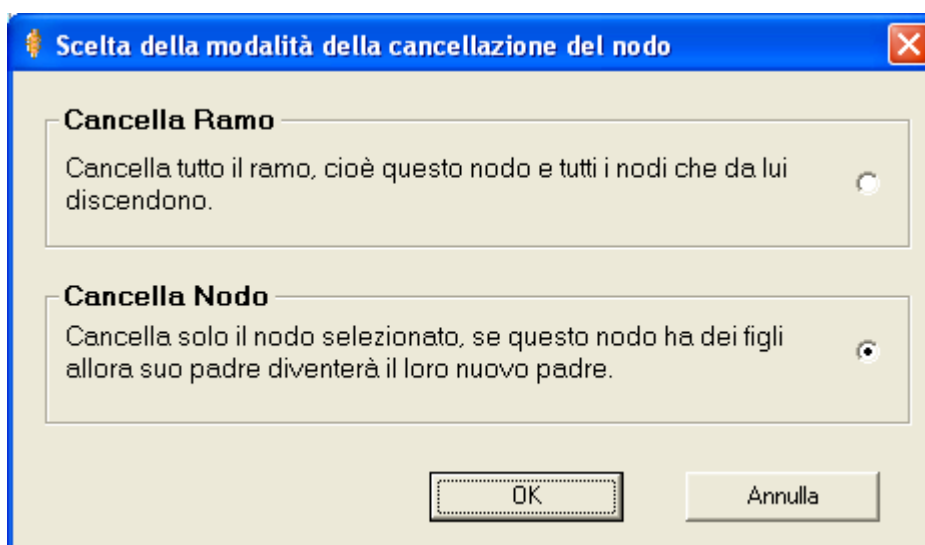 Scelta della modalità della cancellazione del nodo
Cancella Ramo
Cancella tutto il ramo, cioè questo nodo e tutti i nodi che da lui
discendono.
Cancella Nodo
Cancella solo il nodo selezionato, se questo nodo ha dei figli
allora suo padre diventerà il loro nuovo padre.
OK
Annulla